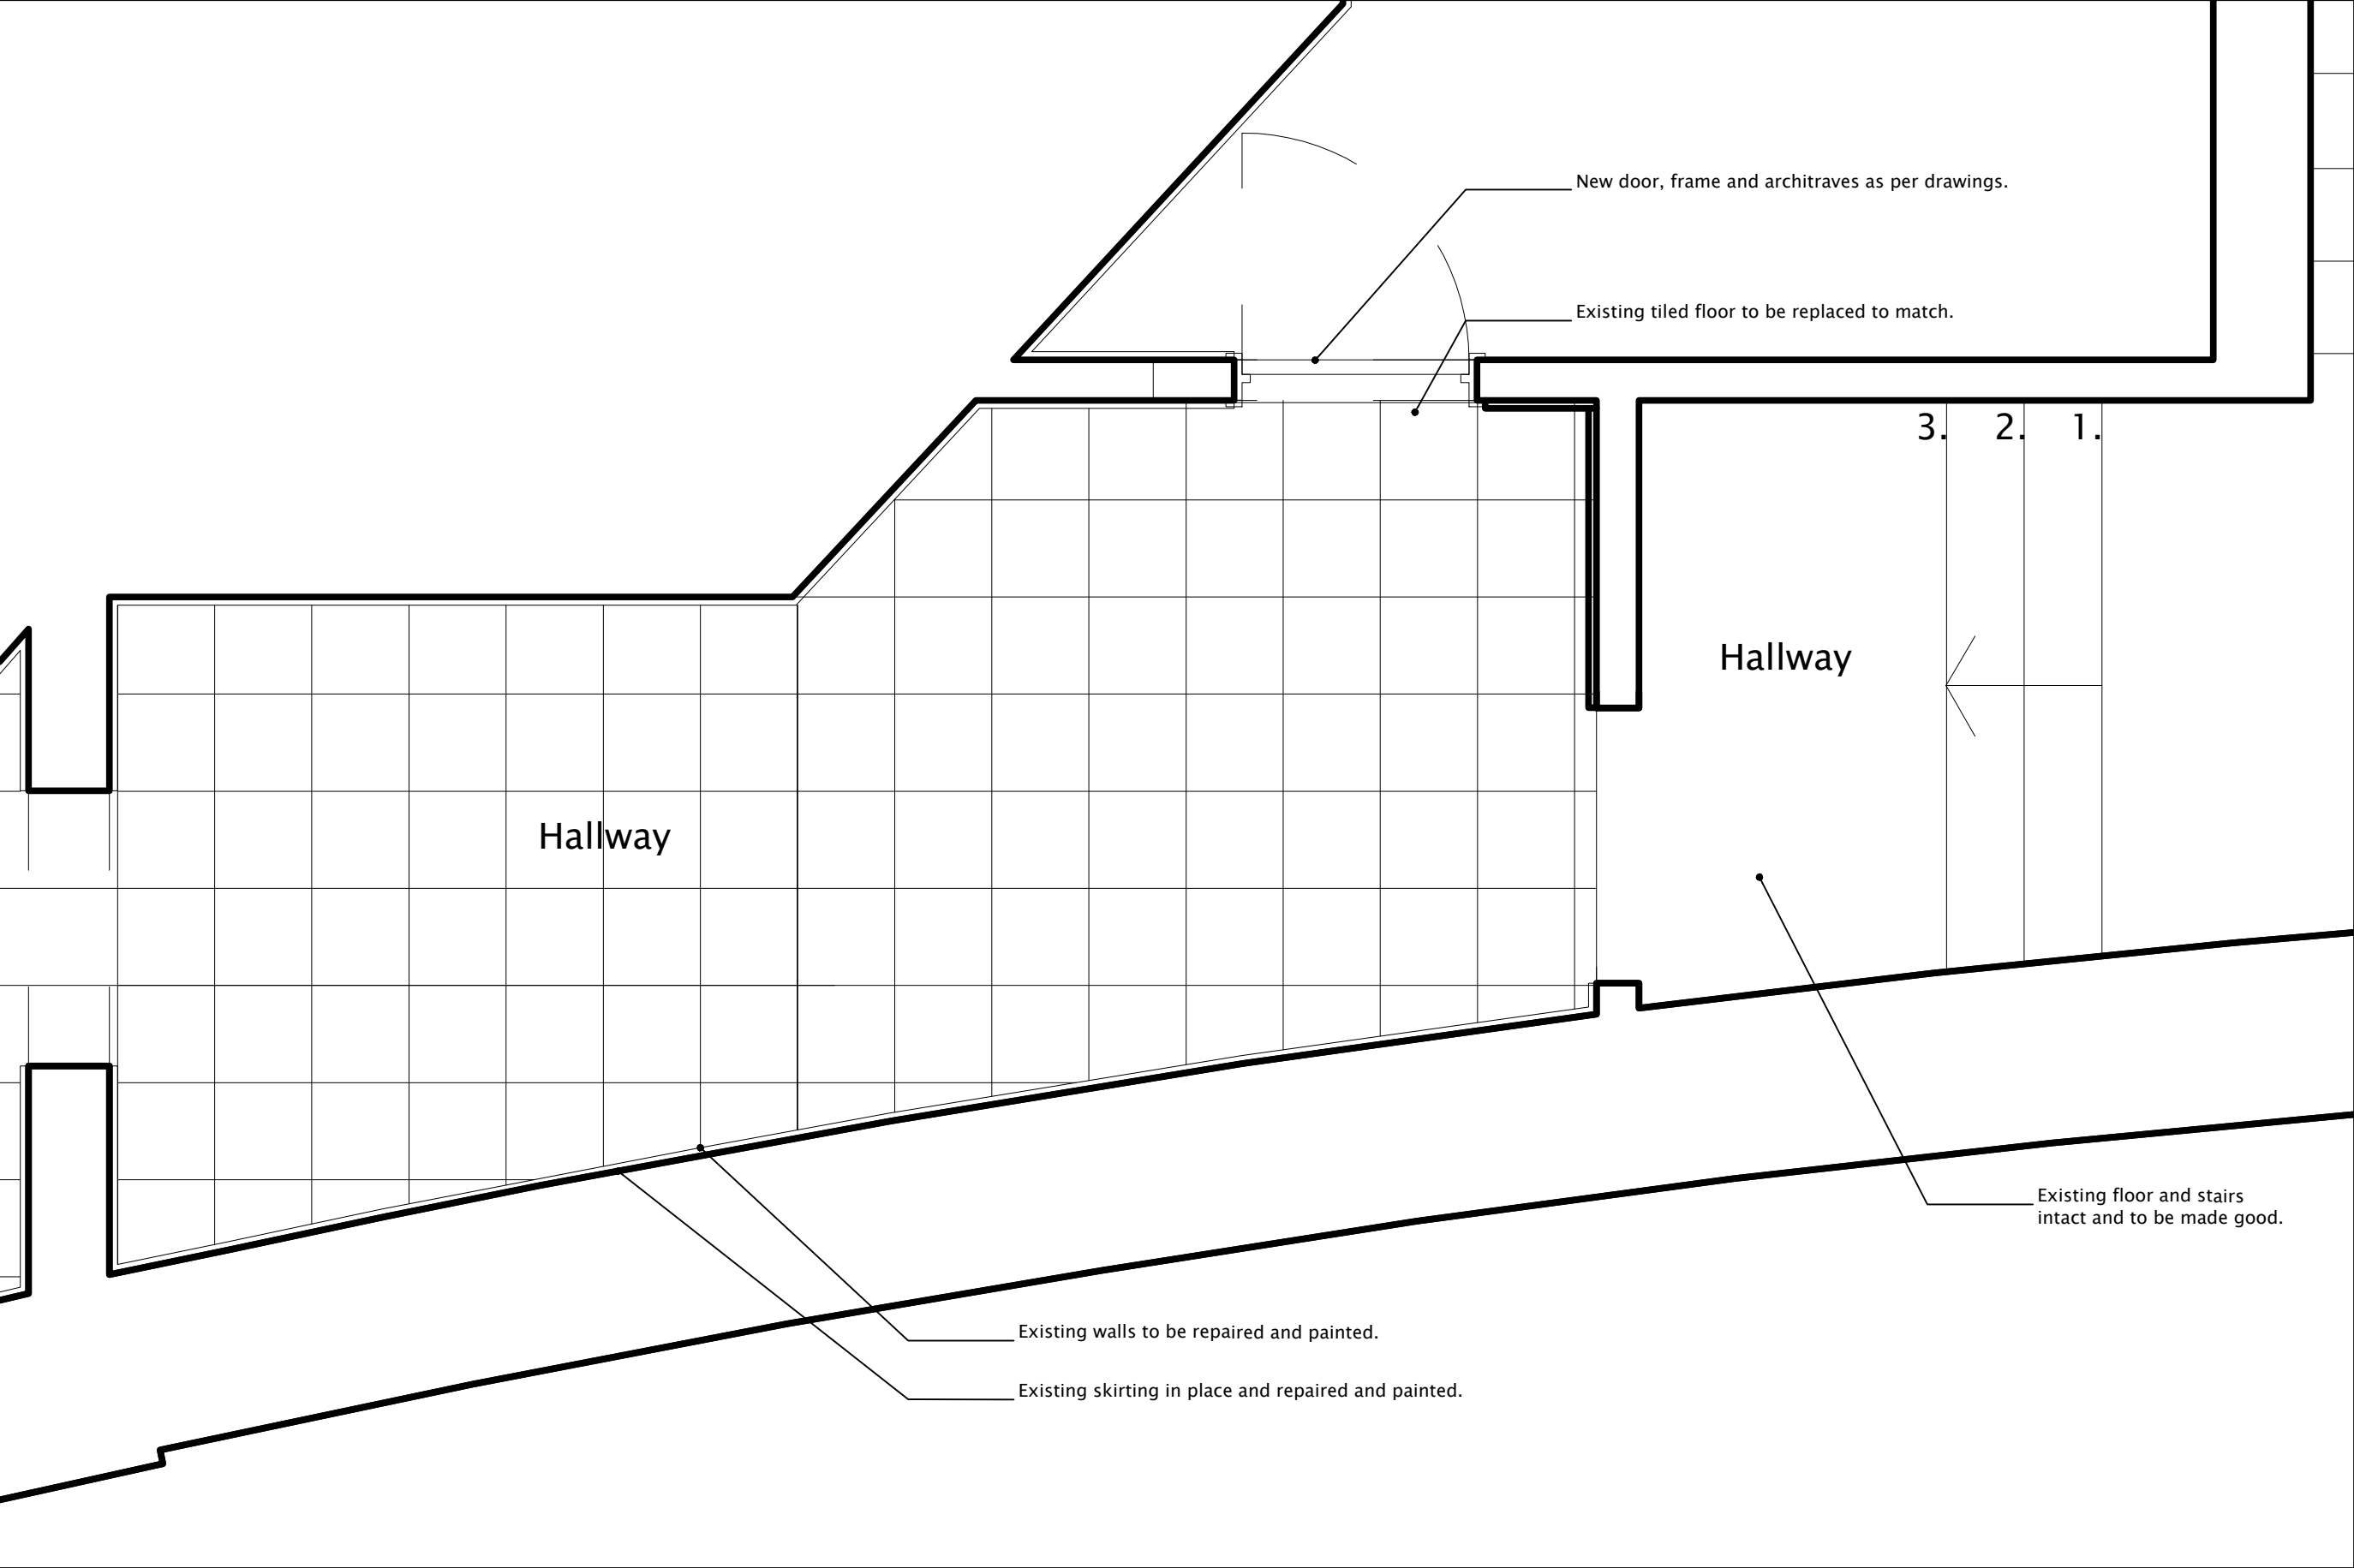 New door, frame and architraves as per drawings.
Existing tiled floor to be replaced to match.
3. 2. 1.
Hallway
Hallway
Existing floor and stairs
intact and to be made good.
Existing walls to be repaired and painted.
Existing skirting in place and repaired and painted.